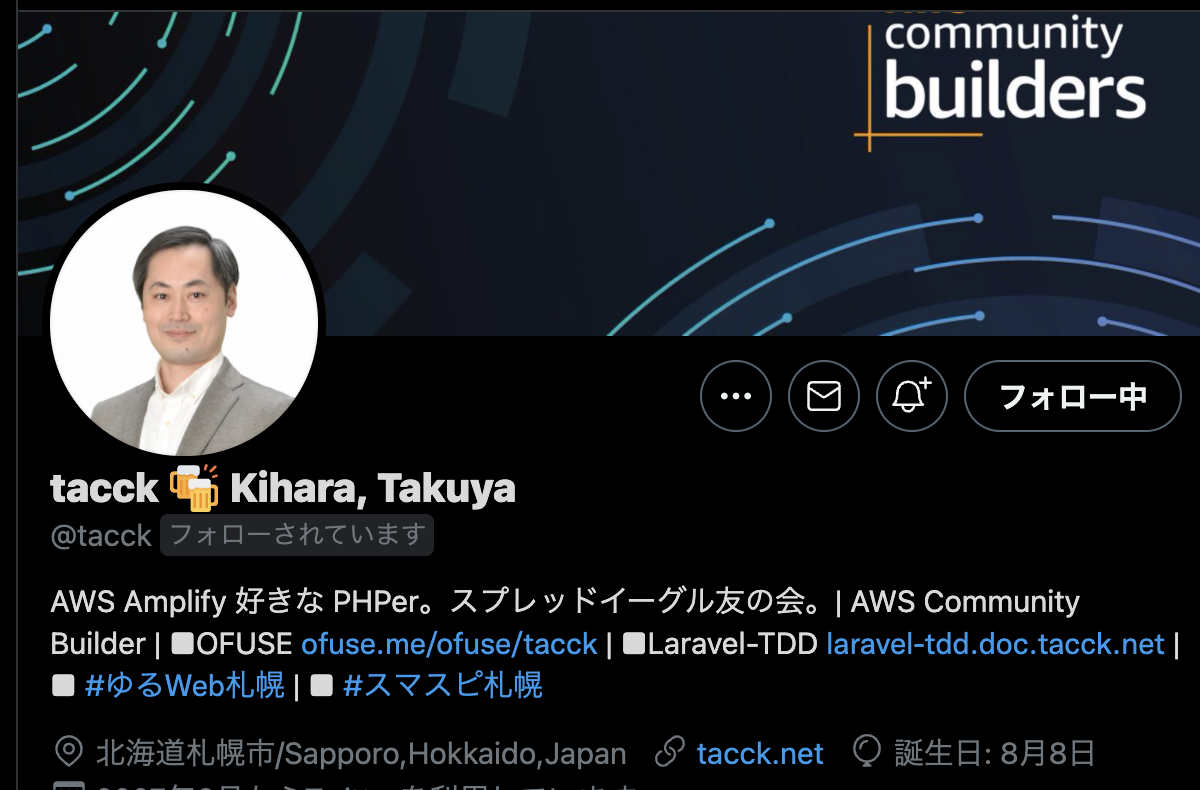 community
builders
フォロー中
tacck 🍻 Kihara, Takuya
@tacck フォローされています
AWS Amplify 好きな PHPer。スプレッドイーグル友の会。| AWS Community
Builder | ⬜OFUSE ofuse.me/ofuse/tacck | ⬜Laravel-TDD laravel-tdd.doc.tacck.net |
⬜ #ゆるWeb札幌 | ⬜ #スマスピ札幌
北海道札幌市/Sapporo,Hokkaido,Japan tacck.net 誕生日: 8月8日